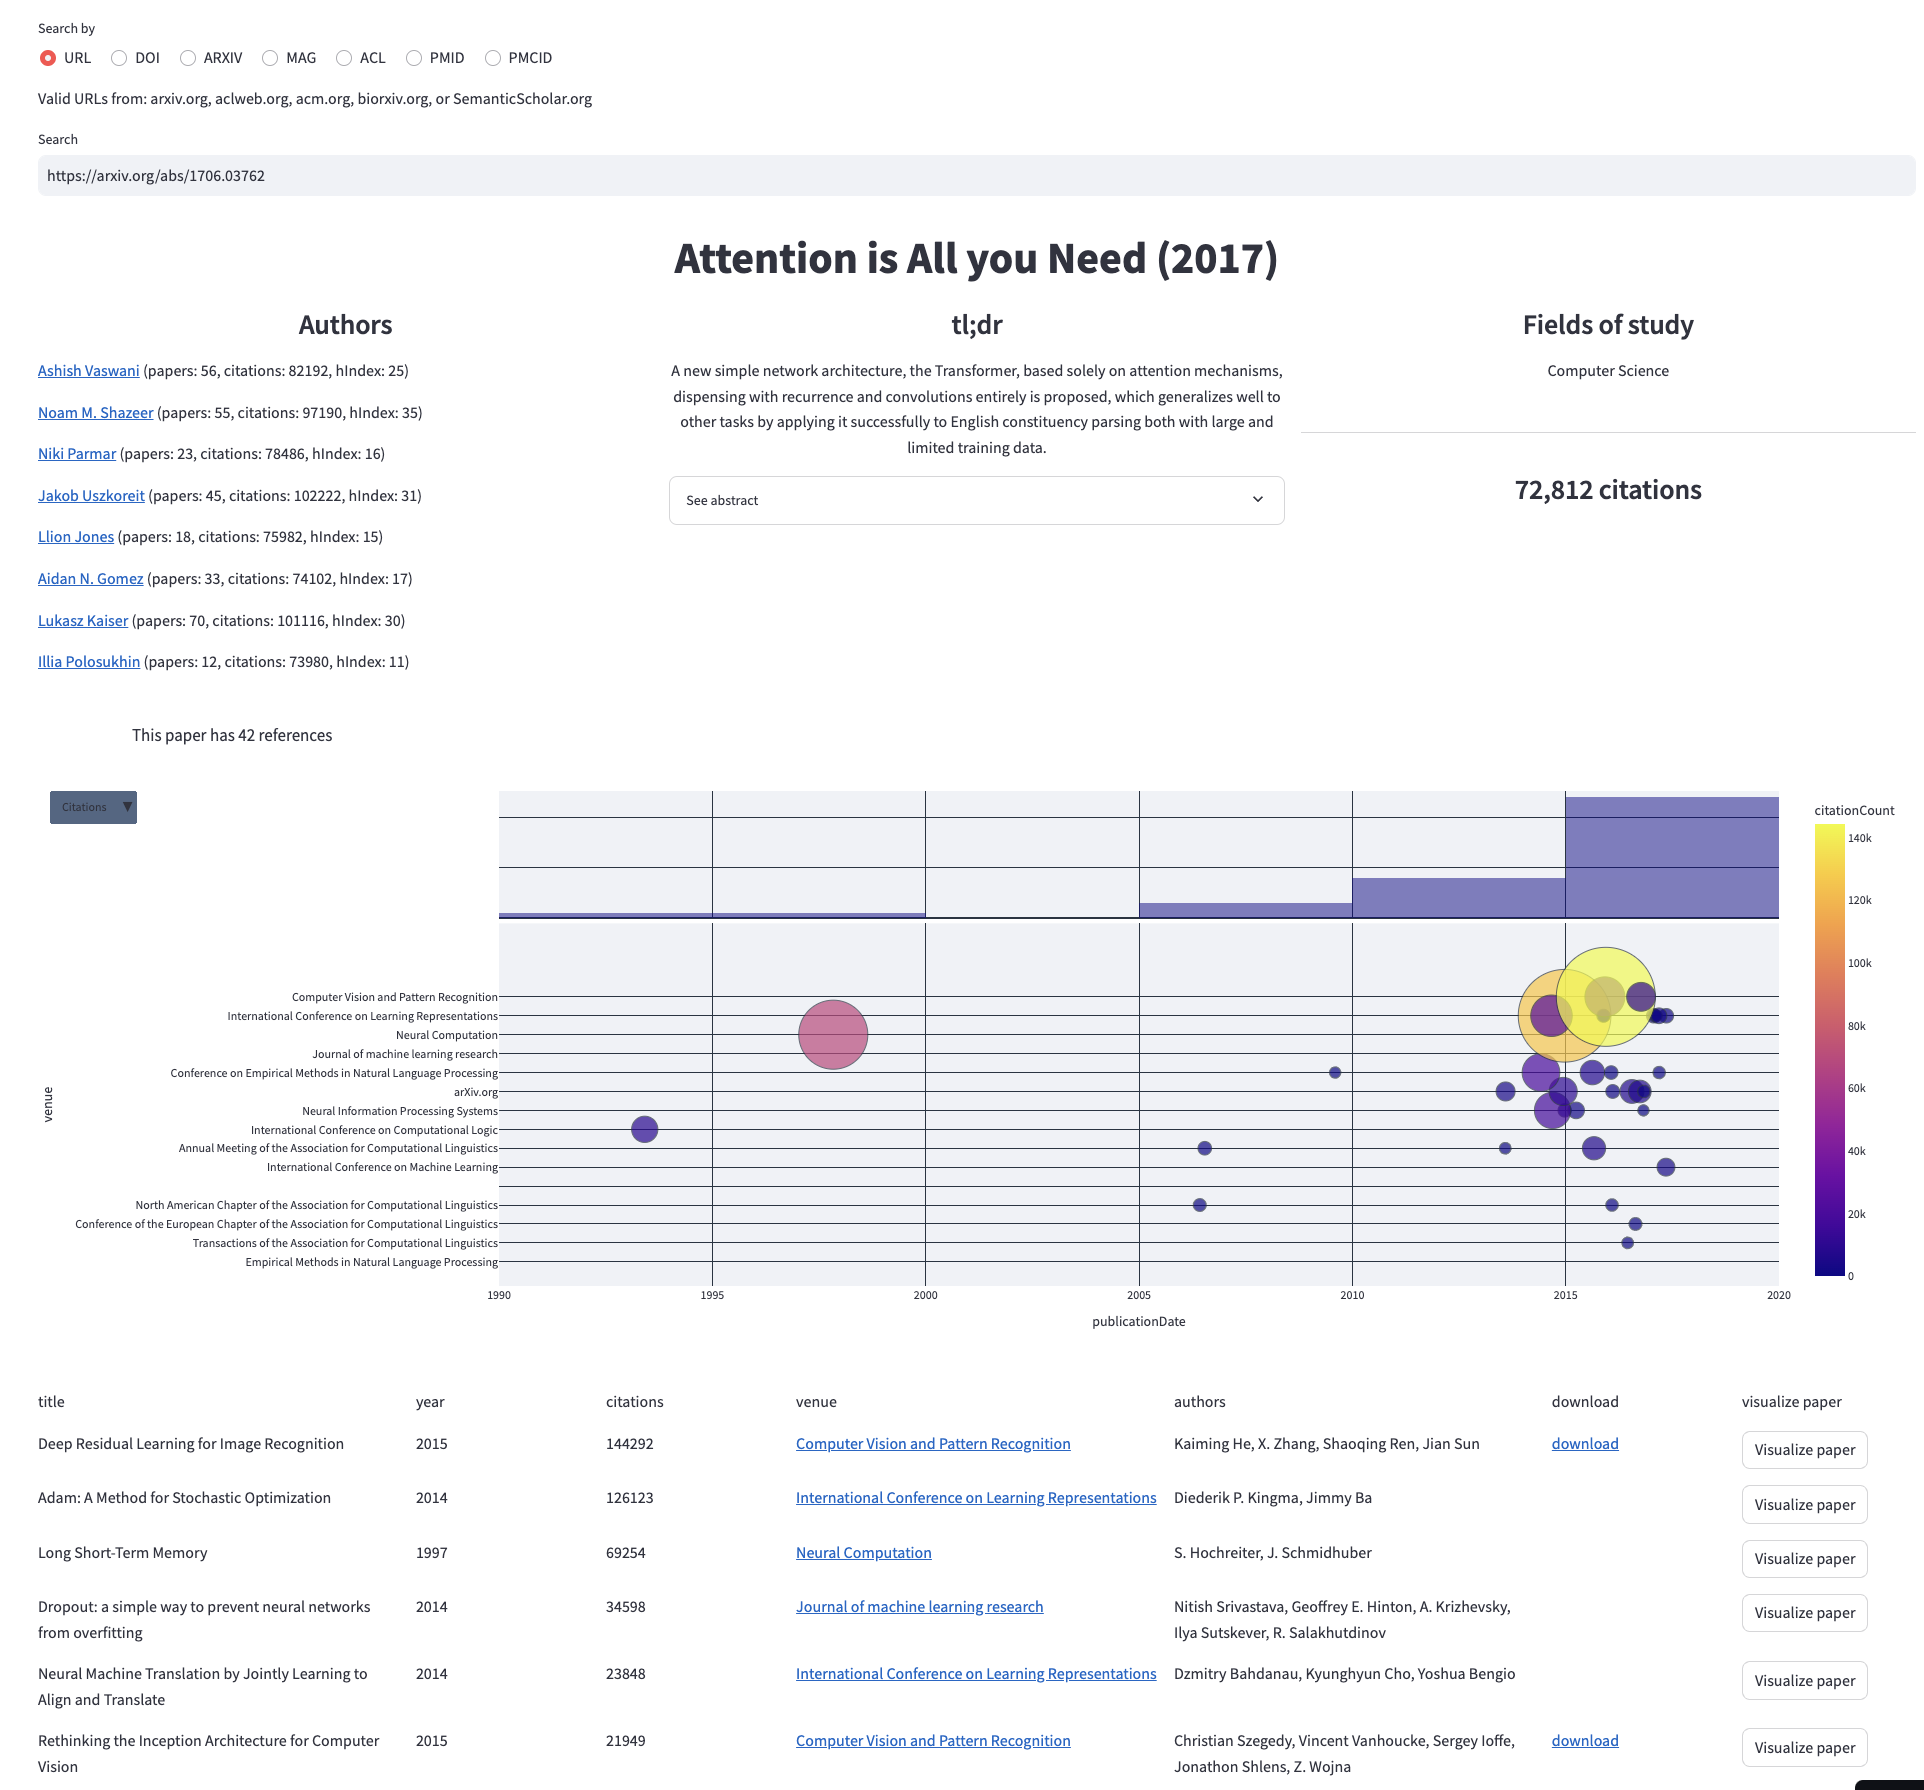 Search by
URL DOI ARXIV MAG ACL PMID PMCID
Valid URLs from: arxiv.org, aclweb.org, acm.org, biorxiv.org, or SemanticScholar.org
Search
https://arxiv.org/abs/1706.03762
Attention is All you Need (2017)
Authors
Ashish Vaswani (papers: 56, citations: 82192, hIndex: 25)
Noam M. Shazeer (papers: 55, citations: 97190, hIndex: 35)
Niki Parmar (papers: 23, citations: 78486, hIndex: 16)
Jakob Uszkoreit (papers: 45, citations: 102222, hIndex: 31)
Llion Jones (papers: 18, citations: 75982, hIndex: 15)
Aidan N. Gomez (papers: 33, citations: 74102, hIndex: 17)
Lukasz Kaiser (papers: 70, citations: 101116, hIndex: 30)
Illia Polosukhin (papers: 12, citations: 73980, hIndex: 11)
tl;dr
A new simple network architecture, the Transformer, based solely on attention mechanisms,
dispensing with recurrence and convolutions entirely is proposed, which generalizes well to
other tasks by applying it successfully to English constituency parsing both with large and
limited training data.
See abstract
Fields of study
Computer Science
72,812 citations
This paper has 42 references
Citations ▼
citationCount
140k
120k
100k
80k
60k
40k
20k
0
venue
Computer Vision and Pattern Recognition
International Conference on Learning Representations
Neural Computation
Journal of machine learning research
Conference on Empirical Methods in Natural Language Processing
arXiv.org
Neural Information Processing Systems
International Conference on Computational Logic
Annual Meeting of the Association for Computational Linguistics
International Conference on Machine Learning
North American Chapter of the Association for Computational Linguistics
Conference of the European Chapter of the Association for Computational Linguistics
Transactions of the Association for Computational Linguistics
Empirical Methods in Natural Language Processing
1990 1995 2000 2005 2010 2015 2020
publicationDate
title year citations venue authors download visualize paper
Deep Residual Learning for Image Recognition 2015 144292 Computer Vision and Pattern Recognition Kaiming He, X. Zhang, Shaoqing Ren, Jian Sun download Visualize paper
Adam: A Method for Stochastic Optimization 2014 126123 International Conference on Learning Representations Diederik P. Kingma, Jimmy Ba Visualize paper
Long Short-Term Memory 1997 69254 Neural Computation S. Hochreiter, J. Schmidhuber Visualize paper
Dropout: a simple way to prevent neural networks 2014 34598 Journal of machine learning research Nitish Srivastava, Geoffrey E. Hinton, A. Krizhevsky, Visualize paper
from overfitting Ilya Sutskever, R. Salakhutdinov
Neural Machine Translation by Jointly Learning to 2014 23848 International Conference on Learning Representations Dzmitry Bahdanau, Kyunghyun Cho, Yoshua Bengio Visualize paper
Align and Translate
Rethinking the Inception Architecture for Computer 2015 21949 Computer Vision and Pattern Recognition Christian Szegedy, Vincent Vanhoucke, Sergey Ioffe, download Visualize paper
Vision Jonathon Shlens, Z. Wojna